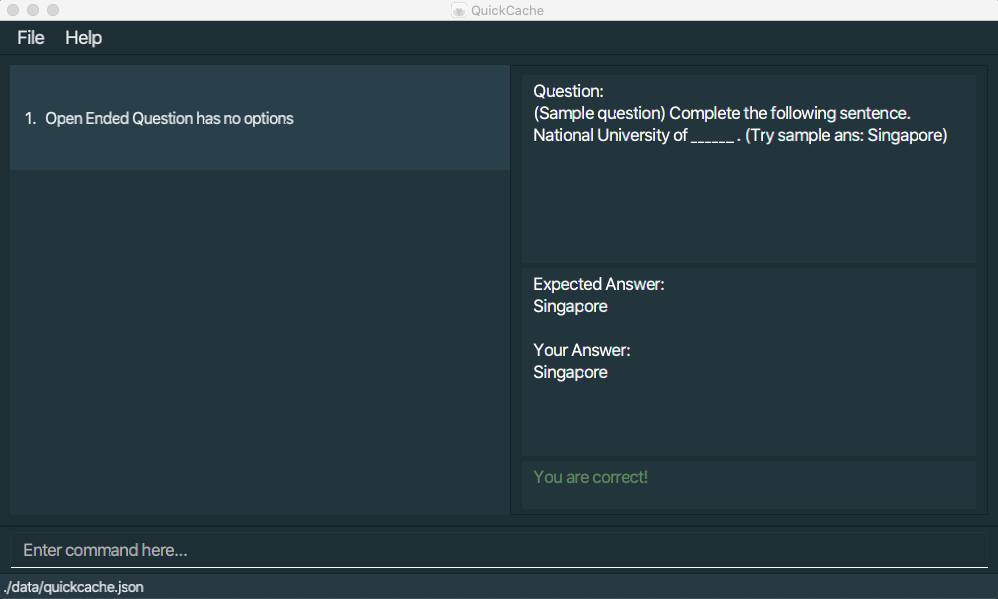 QuickCache
File Help
1. Open Ended Question has no options
Question:
(Sample question) Complete the following sentence.
National University of ______ . (Try sample ans: Singapore)
Expected Answer:
Singapore
Your Answer:
Singapore
You are correct!
Enter command here...
./data/quickcache.json